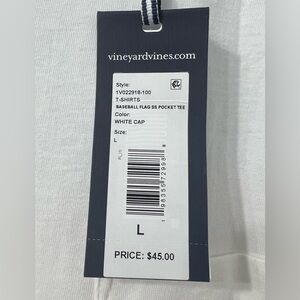 vineyardvines.com
Style:
1V022918-100
T-SHIRTS
BASEBALL FLAG SS POCKET TEE
Color:
WHITE CAP
Size:
L
L
PRICE: $45.00